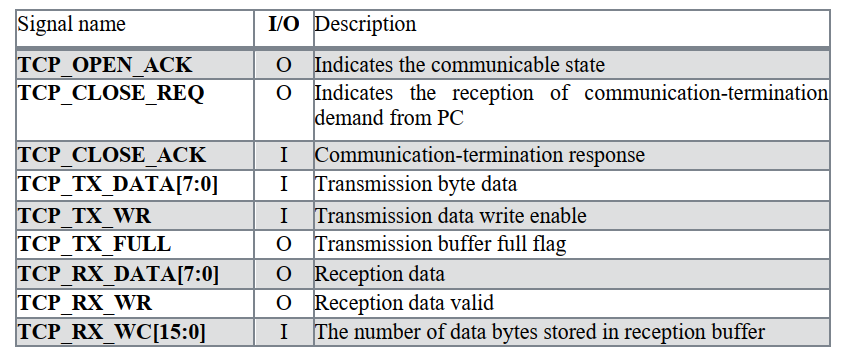 Signal name I/O Description
TCP_OPEN_ACK O Indicates the communicable state
TCP_CLOSE_REQ O Indicates the reception of communication-termination
demand from PC
TCP_CLOSE_ACK I Communication-termination response
TCP_TX_DATA[7:0] I Transmission byte data
TCP_TX_WR I Transmission data write enable
TCP_TX_FULL O Transmission buffer full flag
TCP_RX_DATA[7:0] O Reception data
TCP_RX_WR O Reception data valid
TCP_RX_WC[15:0] I The number of data bytes stored in reception buffer